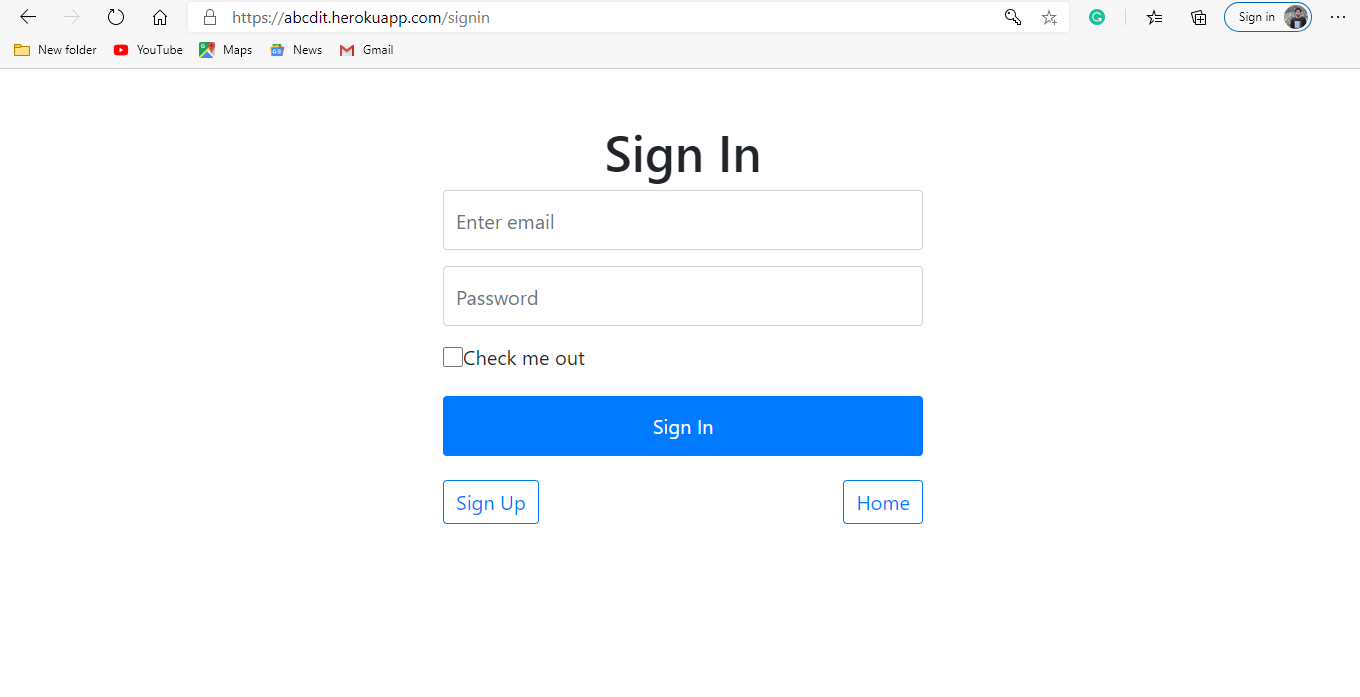 https://abcdit.herokuapp.com/signin
Sign in
New folder YouTube Maps News Gmail
Sign In
Enter email
Password
Check me out
Sign In
Sign Up Home